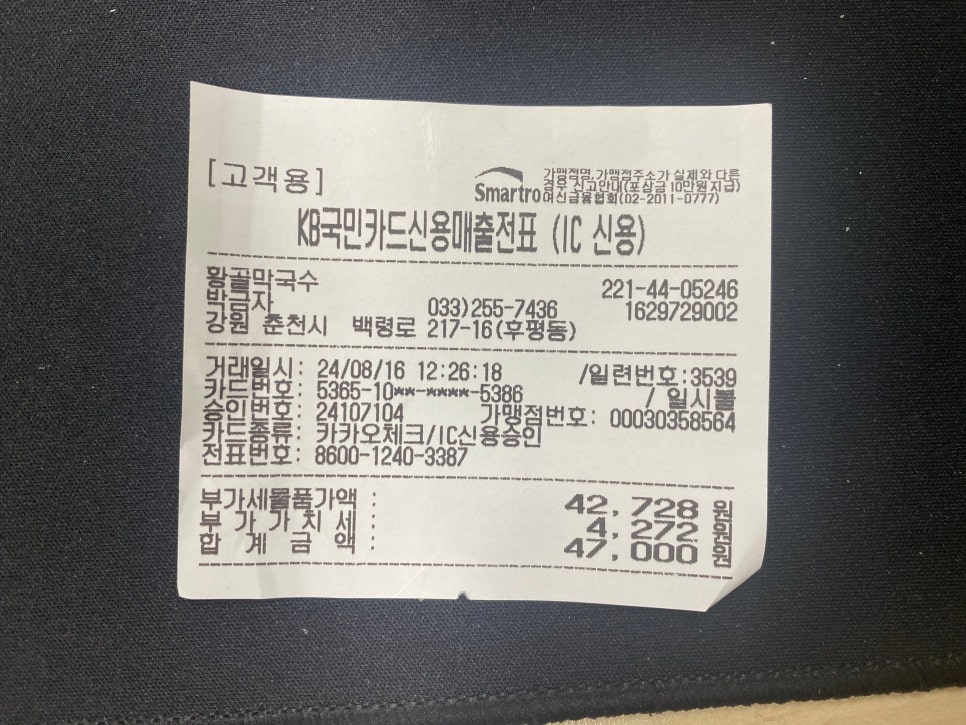 [고객용]
Smartro
가맹점명,가맹점주소가 실제와 다른
경우 신고안내(포상금 10만원지급)
여신금융협회(02-2011-0777)
KB국민카드신용매출전표 (IC 신용)
황골막국수 221-44-05246
박금자 033)255-7436 1629729002
강원 춘천시 백령로 217-16(후평동)
거래일시: 24/08/16 12:26:18 /일련번호:3539
카드번호: 5365-10**-****-5386 / 일시불
승인번호: 24107104 가맹점번호: 00030358564
카드종류: 카카오체크/IC신용승인
전표번호: 8600-1240-3387
부가세물품가액 : 42,728 원
부 가 가 치 세 : 4,272 원
합 계 금 액 : 47,000 원